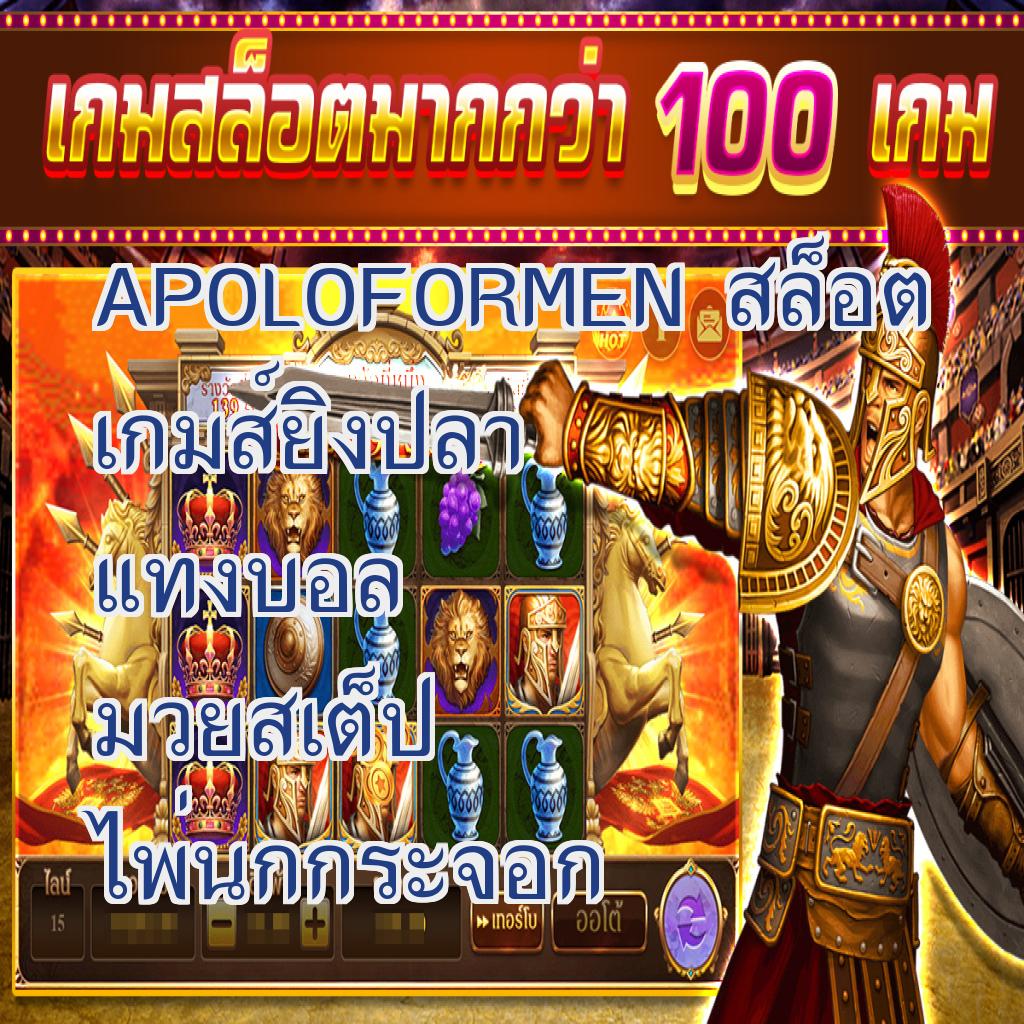 เกมสล็อตมากกว่า 100 เกม
APOLOFORMEN สล็อต
HOT
เกมส์ยิงปลา
แทงบอล
มวยสเต็ป
ไพ่นกกระจอก
ไลน์
15
เทอร์โบ
ออโต้